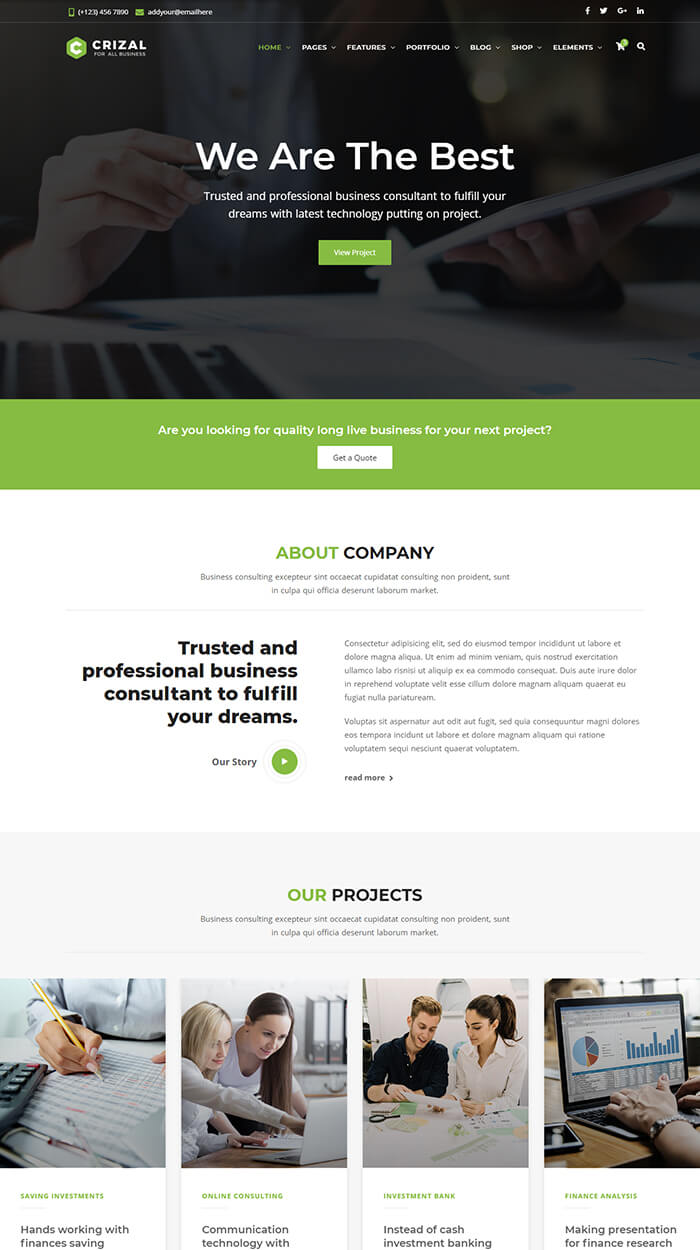 (+123) 456 7890 addyour@emailhere
CRIZAL
FOR ALL BUSINESS
HOME PAGES FEATURES PORTFOLIO BLOG SHOP ELEMENTS
We Are The Best
Trusted and professional business consultant to fulfill your
dreams with latest technology putting on project.
View Project
Are you looking for quality long live business for your next project?
Get a Quote
ABOUT COMPANY
Business consulting excepteur sint occaecat cupidatat consulting non proident, sunt
in culpa qui officia deserunt laborum market.
Trusted and
professional business
consultant to fulfill
your dreams.
Our Story
Consectetur adipisicing elit, sed do eiusmod tempor incididunt ut labore et
dolore magna aliqua. Ut enim ad minim veniam, quis nostrud exercitation
ullamco labo risnisi ut aliquip ex ea commodo consequat. Duis aute irure dolor
in reprehend voluptate velit esse cillum dolore magnam aliquam quaerat eu
fugiat nulla pariatuream.
Voluptas sit aspernatur aut odit aut fugit, sed quia consequuntur magni dolores
eos tempora incidunt ut labore et dolore magnam aliquam qui ratione
voluptatem sequi nesciunt quaerat voluptatem.
read more
OUR PROJECTS
Business consulting excepteur sint occaecat cupidatat consulting non proident, sunt
in culpa qui officia deserunt laborum market.
SAVING INVESTMENTS
Hands working with
finances saving
ONLINE CONSULTING
Communication
technology with
INVESTMENT BANK
Instead of cash
investment banking
FINANCE ANALYSIS
Making presentation
for finance research